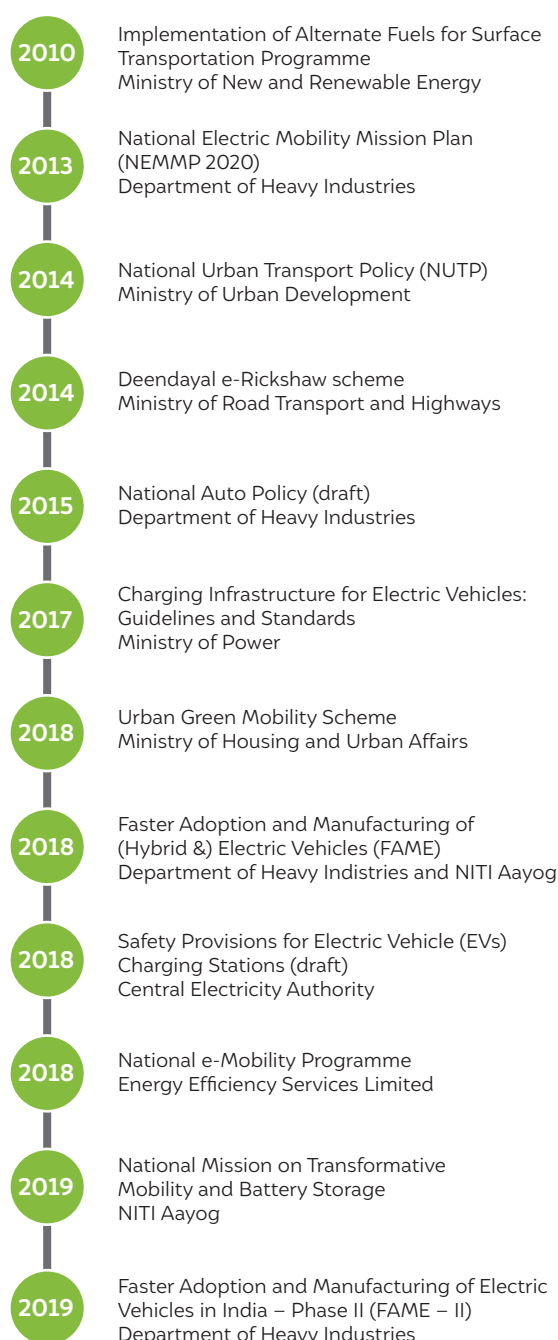 2010
Implementation of Alternate Fuels for Surface
Transportation Programme
Ministry of New and Renewable Energy
2013
National Electric Mobility Mission Plan
(NEMMP 2020)
Department of Heavy Industries
2014
National Urban Transport Policy (NUTP)
Ministry of Urban Development
2014
Deendayal e-Rickshaw scheme
Ministry of Road Transport and Highways
2015
National Auto Policy (draft)
Department of Heavy Industries
2017
Charging Infrastructure for Electric Vehicles:
Guidelines and Standards
Ministry of Power
2018
Urban Green Mobility Scheme
Ministry of Housing and Urban Affairs
2018
Faster Adoption and Manufacturing of
(Hybrid &) Electric Vehicles (FAME)
Department of Heavy Indistries and NITI Aayog
2018
Safety Provisions for Electric Vehicle (EVs)
Charging Stations (draft)
Central Electricity Authority
2018
National e-Mobility Programme
Energy Efficiency Services Limited
2019
National Mission on Transformative
Mobility and Battery Storage
NITI Aayog
2019
Faster Adoption and Manufacturing of Electric
Vehicles in India – Phase II (FAME – II)
Department of Heavy Industries